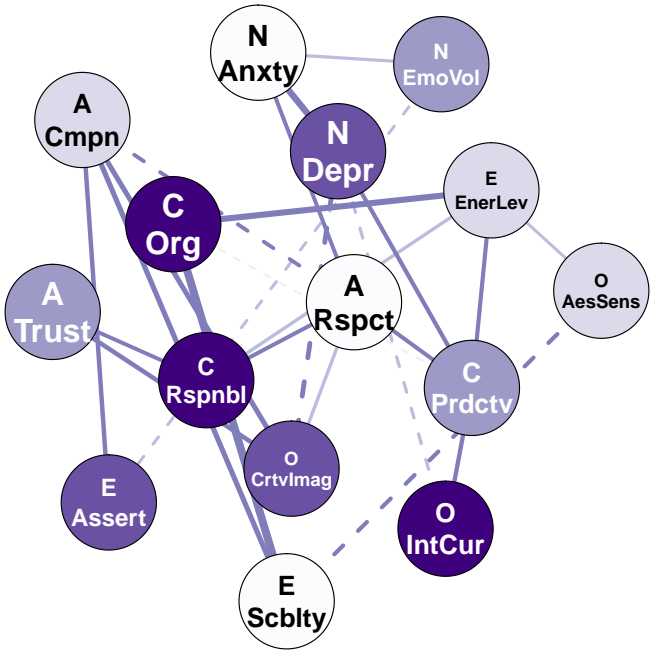 N
Anxty
N
EmoVol
A
Cmpn
N
Depr
E
EnerLev
C
Org
O
AesSens
A
Trust
A
Rspct
C
Rspnbl
C
Prdctv
O
CrtvImag
E
Assert
O
IntCur
E
Scblty